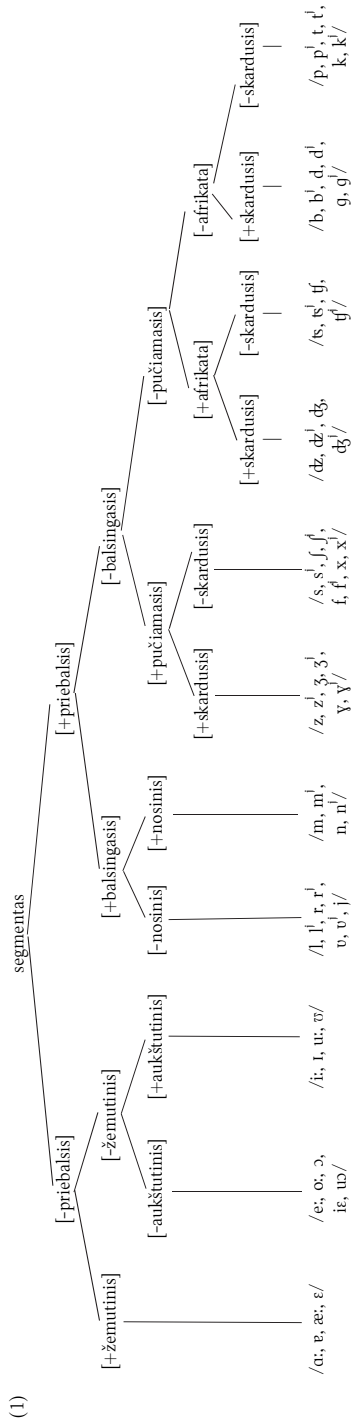 (1)
segmentas
[-priebalsis] [+priebalsis]
[+žemutinis] [-žemutinis] [+balsingasis] [-balsingasis]
[-aukštutinis] [+aukštutinis] [-nosinis] [+nosinis] [+pučiamasis] [-pučiamasis]
[+skardusis] [-skardusis] [+afrikata] [-afrikata]
[+skardusis] [-skardusis] [+skardusis] [-skardusis]
/ɑː, ɐ, æː, ɛ/
/eː, oː, ɔ,
iɛ, uɔ/
/iː, ɪ, uː, ʊ/
/l, lʲ, r, rʲ,
ʋ, ʋʲ, j/
/m, mʲ,
n, nʲ/
/z, zʲ, ʒ, ʒʲ,
ɣ, ɣʲ/
/s, sʲ, ʃ, ʃʲ,
f, fʲ, x, xʲ/
/ʣ, ʣʲ, ʤ,
ʤʲ/
/ʦ, ʦʲ, ʧ,
ʧʲ/
/b, bʲ, d, dʲ,
ɡ, ɡʲ/
/p, pʲ, t, tʲ,
k, kʲ/